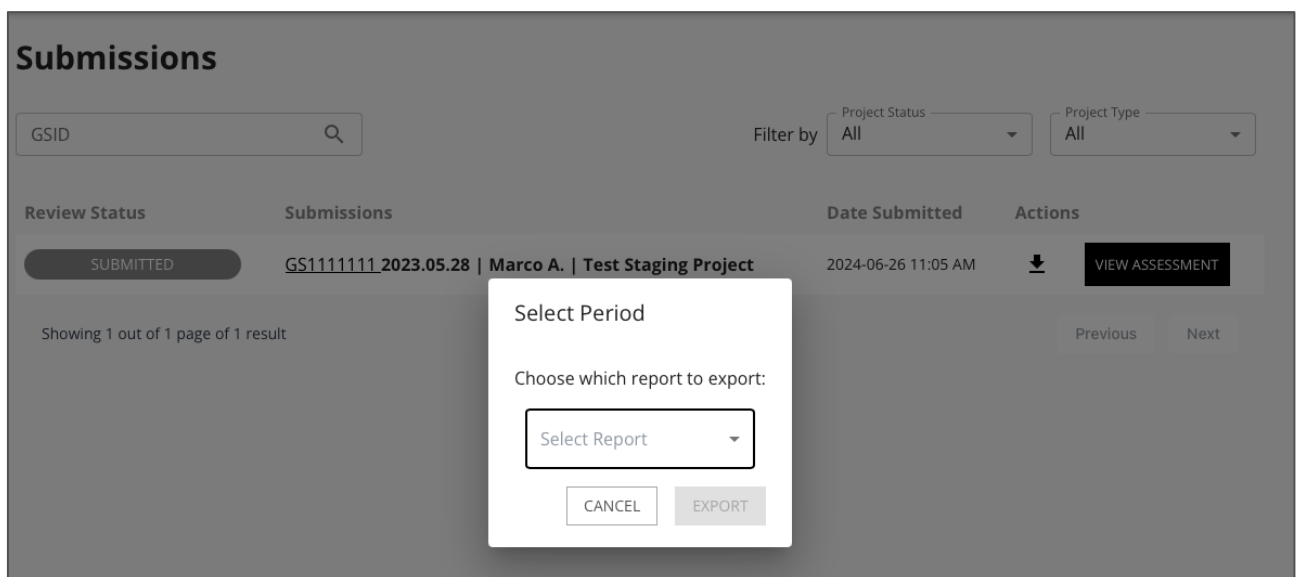 Submissions
GSID
Filter by
Project Status
All
Project Type
All
Review Status Submissions Date Submitted Actions
SUBMITTED GS1111111 2023.05.28 | Marco A. | Test Staging Project 2024-06-26 11:05 AM VIEW ASSESSMENT
Showing 1 out of 1 page of 1 result Previous Next
Select Period
Choose which report to export:
Select Report
CANCEL EXPORT